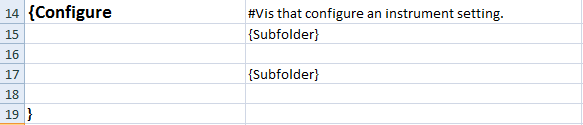 14 {Configure #Vis that configure an instrument setting.
15 {Subfolder}
16
17 {Subfolder}
18
19 }